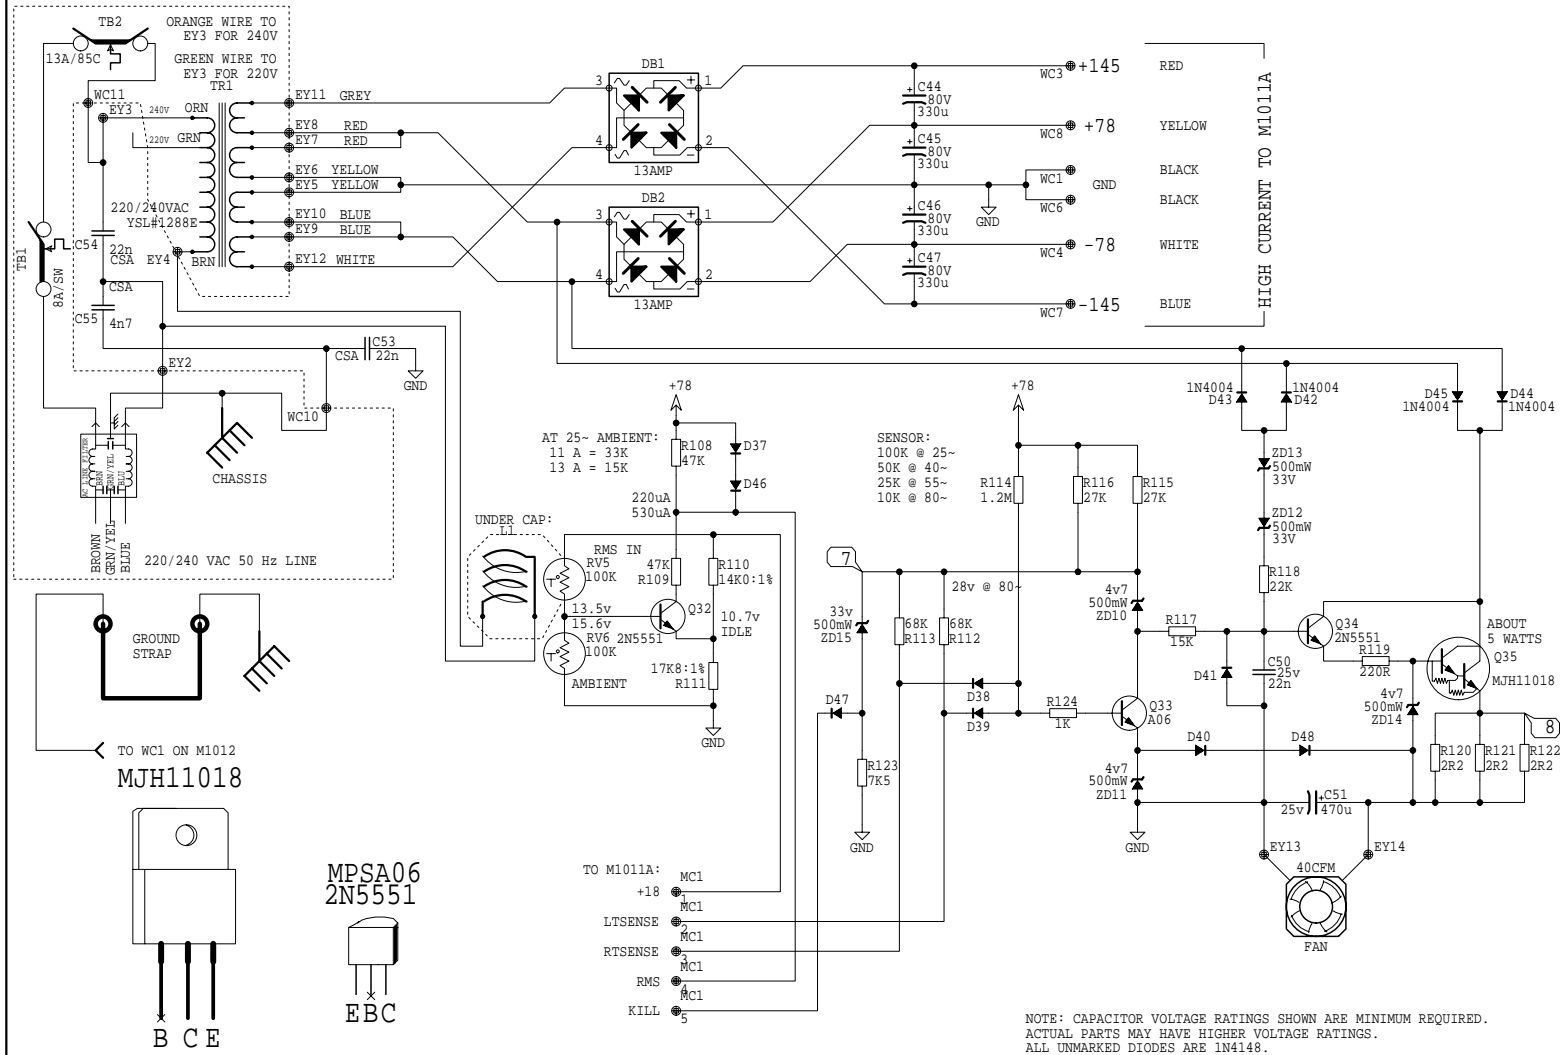 TB2
13A/85C
ORANGE WIRE TO
EY3 FOR 240V
GREEN WIRE TO
EY3 FOR 220V
TR1
WC11
EY3
240V
ORN
220V
GRN
220/240VAC
YSL#1288E
C54
22n
CSA
EY4
BRN
TB1
8A/SW
CSA
C55
4n7
EY2
C53
CSA
22n
GND
WC10
CHASSIS
AC LINE FILTER
BRN
GRN/YEL
BLU
BROWN
GRN/YEL
BLUE
220/240 VAC 50 Hz LINE
EY11 GREY
EY8 RED
EY7 RED
EY6 YELLOW
EY5 YELLOW
EY10 BLUE
EY9 BLUE
EY12 WHITE
DB1
3
1
4
2
+
-
13AMP
DB2
3
1
4
2
+
-
13AMP
+
C44
80V
330u
+
C45
80V
330u
+
C46
80V
330u
+
C47
80V
330u
GND
WC3
+145
RED
WC8
+78
YELLOW
WC1
GND
BLACK
WC6
BLACK
WC4
-78
WHITE
WC7
-145
BLUE
HIGH CURRENT TO M1011A
GROUND
STRAP
TO WC1 ON M1012
MJH11018
B C E
MPSA06
2N5551
EBC
AT 25~ AMBIENT:
11 A = 33K
13 A = 15K
+78
R108
47K
D37
D46
220uA
530uA
UNDER CAP:
L1
RMS IN
RV5
100K
T°
47K
R109
R110
14K0:1%
13.5v
15.6v
Q32
2N5551
RV6
100K
T°
AMBIENT
10.7v
IDLE
17K8:1%
R111
GND
SENSOR:
100K @ 25~
50K @ 40~
25K @ 55~
10K @ 80~
+78
R114
1.2M
R116
27K
R115
27K
7
28v @ 80~
33v
500mW
ZD15
68K
R113
68K
R112
4v7
500mW
ZD10
D47
R123
7K5
GND
D38
D39
R124
1K
Q33
A06
4v7
500mW
ZD11
GND
R117
15K
D41
C50
25v
22n
D40
D48
1N4004
D43
1N4004
D42
D45
1N4004
D44
1N4004
ZD13
500mW
33V
ZD12
500mW
33V
R118
22K
Q34
2N5551
R119
220R
ABOUT
5 WATTS
Q35
MJH11018
4v7
500mW
ZD14
8
R120
2R2
R121
2R2
R122
2R2
+
C51
25v
470u
EY13
EY14
40CFM
FAN
TO M1011A:
+18
MC1
1
LTSENSE
MC1
2
RTSENSE
MC1
3
RMS
MC1
4
KILL
MC1
5
NOTE: CAPACITOR VOLTAGE RATINGS SHOWN ARE MINIMUM REQUIRED.
ACTUAL PARTS MAY HAVE HIGHER VOLTAGE RATINGS.
ALL UNMARKED DIODES ARE 1N4148.